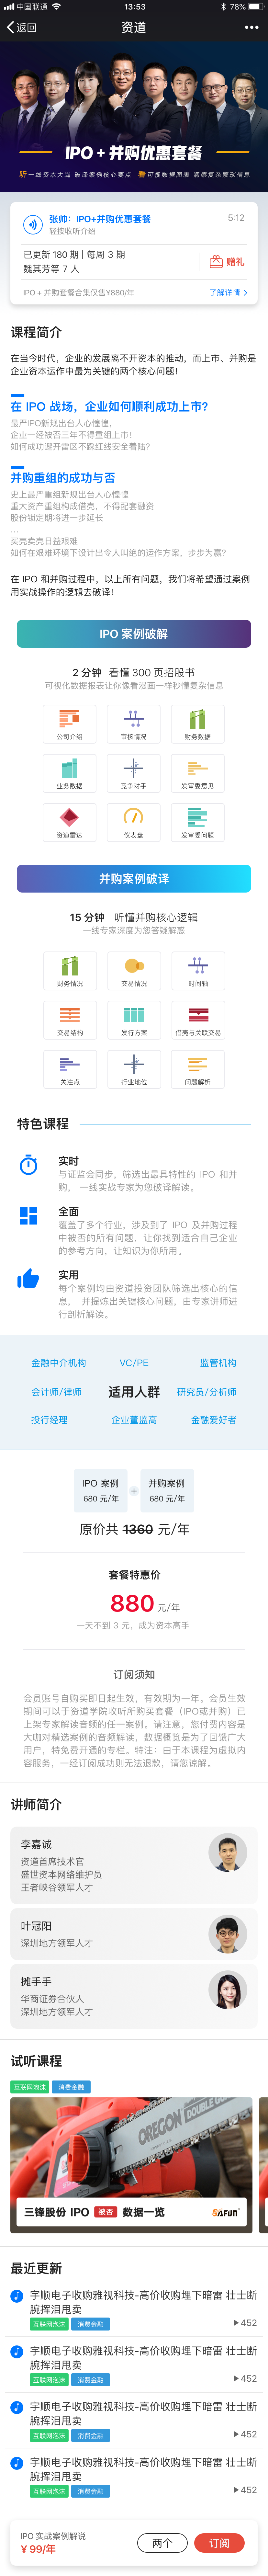 中国联通
13:53
78%
返回
资道
IPO + 并购优惠套餐
听一线资本大咖 破译案例核心要点 看可视数据图表 洞察复杂繁琐信息
张帅：IPO+并购优惠套餐
5:12
轻按收听介绍
已更新 180 期 | 每周 3 期
魏其芳等 7 人
赠礼
IPO + 并购套餐合集仅售¥880/年
了解详情
课程简介
在当今时代，企业的发展离不开资本的推动，而上市、并购是
企业资本运作中最为关键的两个核心问题！
在 IPO 战场，企业如何顺利成功上市？
最严IPO新规出台人心惶惶，
企业一经被否三年不得重组上市！
如何成功避开雷区不踩红线安全着陆？
并购重组的成功与否
史上最严重组新规出台人心惶惶
重大资产重组构成借壳，不得配套融资
股份锁定期将进一步延长
...
买壳卖壳日益艰难
如何在艰难环境下设计出令人叫绝的运作方案，步步为赢？
在 IPO 和并购过程中，以上所有问题，我们将希望通过案例
用实战操作的逻辑去破译！
IPO 案例破解
2 分钟 看懂 300 页招股书
可视化数据报表让你像看漫画一样秒懂复杂信息
公司介绍
审核情况
财务数据
业务数据
竞争对手
发审委意见
资道雷达
仪表盘
发审委问题
并购案例破译
15 分钟 听懂并购核心逻辑
一线专家深度为您答疑解惑
财务情况
交易情况
时间轴
交易结构
发行方案
借壳与关联交易
关注点
行业地位
问题解析
特色课程
实时
与证监会同步，筛选出最具特性的 IPO 和并
购，一线实战专家为您破译解读。
全面
覆盖了多个行业，涉及到了 IPO 及并购过程
中被否的所有问题，让你找到适合自己企业
的参考方向，让知识为你所用。
实用
每个案例均由资道投资团队筛选出核心的信
息， 并提炼出关键核心问题，由专家讲师进
行剖析解读。
金融中介机构
VC/PE
监管机构
会计师/律师
适用人群
研究员/分析师
投行经理
企业董监高
金融爱好者
IPO 案例
680 元/年
+
并购案例
680 元/年
原价共 1360 元/年
套餐特惠价
880 元/年
一天不到 3 元，成为资本高手
订阅须知
会员账号自购买即日起生效，有效期为一年。会员生效
期间可以于资道学院收听所购买套餐（IPO或并购）已
上架专家解读音频的任一案例。请注意，您付费内容是
大咖对精选案例的音频解读，数据概览是为了回馈广大
用户，特免费开通的专栏。特注：由于本课程为虚拟内
容服务，一经订阅成功则无法退款，请您谅解。
讲师简介
李嘉诚
资道首席技术官
盛世资本网络维护员
王者峡谷领军人才
叶冠阳
深圳地方领军人才
摊手手
华商证券合伙人
深圳地方领军人才
试听课程
互联网泡沫
消费金融
OREGON
三锋股份 IPO 被否 数据一览
SAFUN
最近更新
宇顺电子收购雅视科技-高价收购埋下暗雷 壮士断
腕挥泪甩卖
互联网泡沫
消费金融
452
宇顺电子收购雅视科技-高价收购埋下暗雷 壮士断
腕挥泪甩卖
互联网泡沫
消费金融
452
宇顺电子收购雅视科技-高价收购埋下暗雷 壮士断
腕挥泪甩卖
互联网泡沫
消费金融
452
宇顺电子收购雅视科技-高价收购埋下暗雷 壮士断
腕挥泪甩卖
互联网泡沫
消费金融
452
IPO 实战案例解说
¥ 99/年
两个
订阅